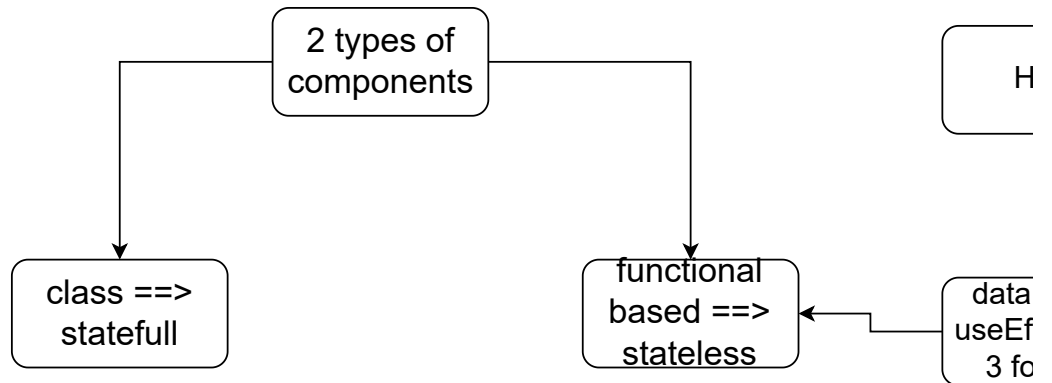 2 types of
components
H
class ==>
statefull
functional
based ==>
stateless
data
useEf
3 fo